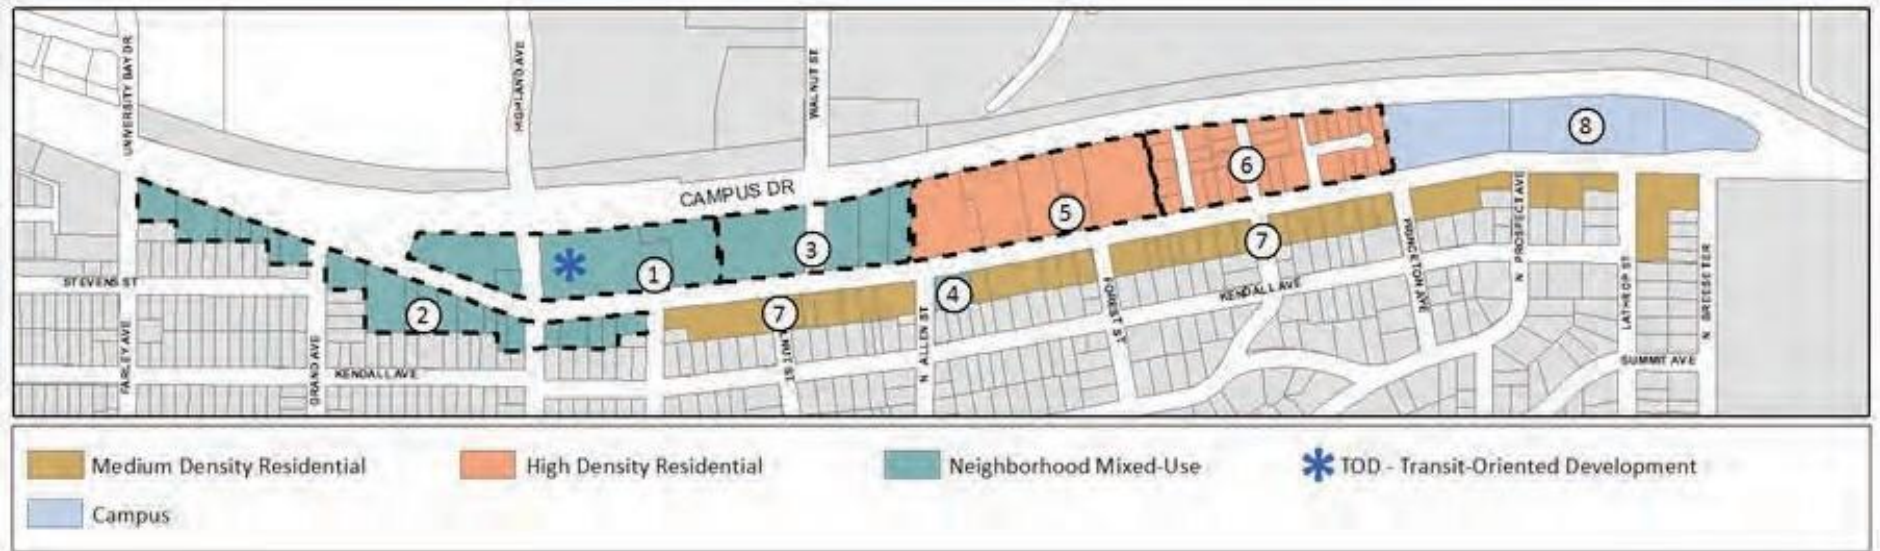 UNIVERSITY BAY DR
HIGHLAND AVE
WALNUT ST
CAMPUS DR
8
6
5
3
7
1
4
2
7
STEVENS ST
FARLEY AVE
GRAND AVE
KENDALL AVE
WALNUT ST
N ALLEN ST
FOREST ST
KENDALL AVE
PRINCETON AVE
N PROSPECT AVE
LATHROP ST
N BREESE TER
SUMMIT AVE
Medium Density Residential
High Density Residential
Neighborhood Mixed-Use
TOD - Transit-Oriented Development
Campus